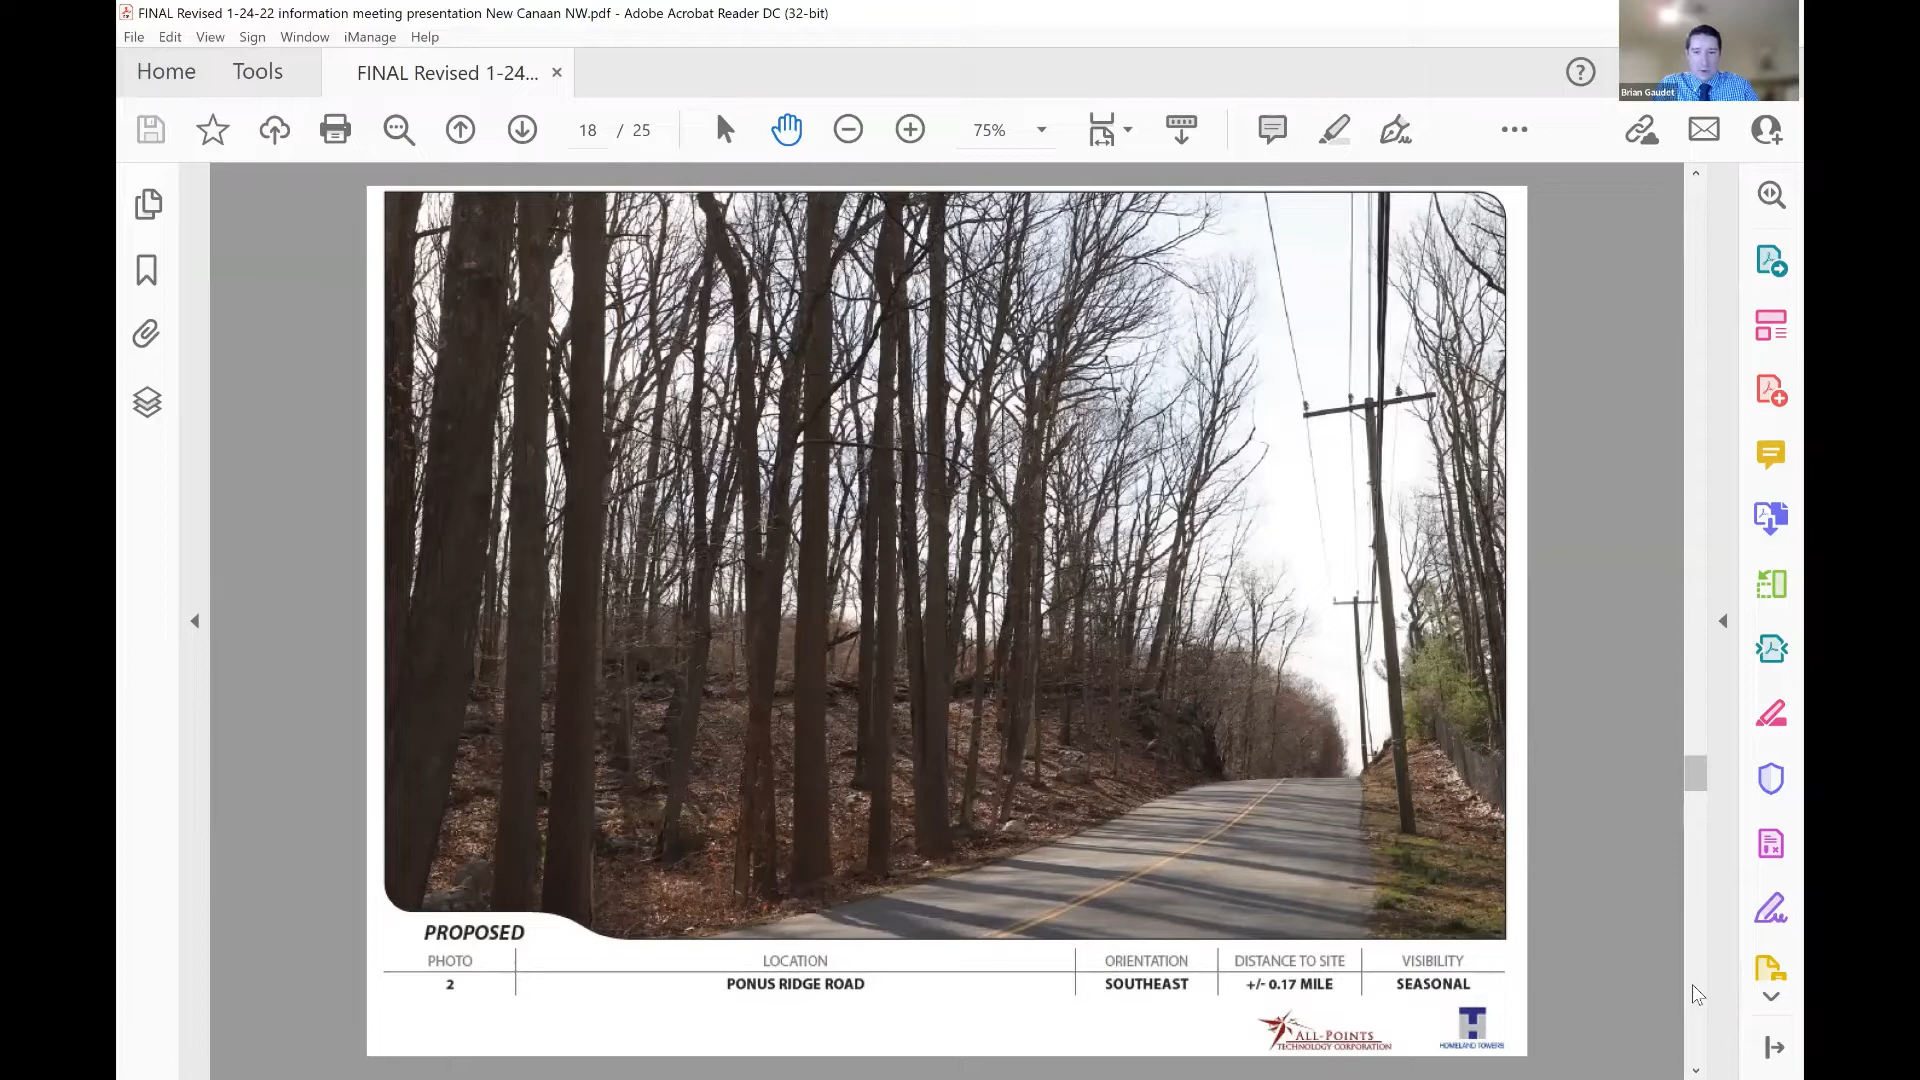 FINAL Revised 1-24-22 information meeting presentation New Canaan NW.pdf - Adobe Acrobat Reader DC (32-bit)
File Edit View Sign Window iManage Help
Home Tools FINAL Revised 1-24... ×
?
18 / 25 75%
Brian Gaudet
PROPOSED
PHOTO LOCATION ORIENTATION DISTANCE TO SITE VISIBILITY
2 PONUS RIDGE ROAD SOUTHEAST +/- 0.17 MILE SEASONAL
ALL-POINTS
TECHNOLOGY CORPORATION
HOMELAND TOWERS